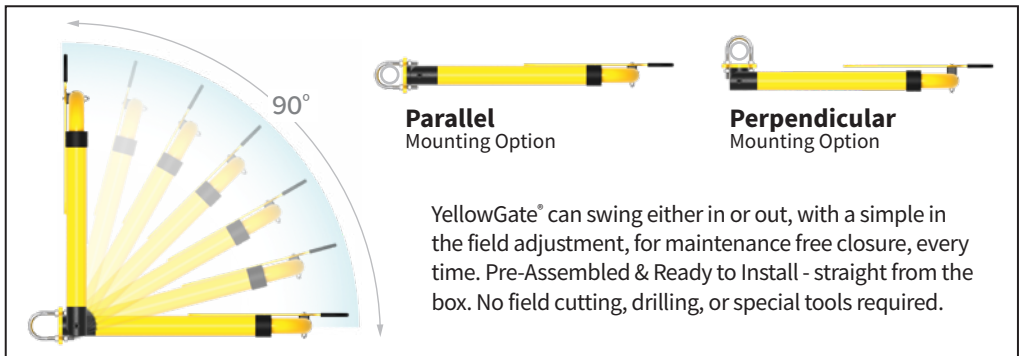 90°
Parallel
Mounting Option
Perpendicular
Mounting Option
YellowGate® can swing either in or out, with a simple in
the field adjustment, for maintenance free closure, every
time. Pre-Assembled & Ready to Install - straight from the
box. No field cutting, drilling, or special tools required.